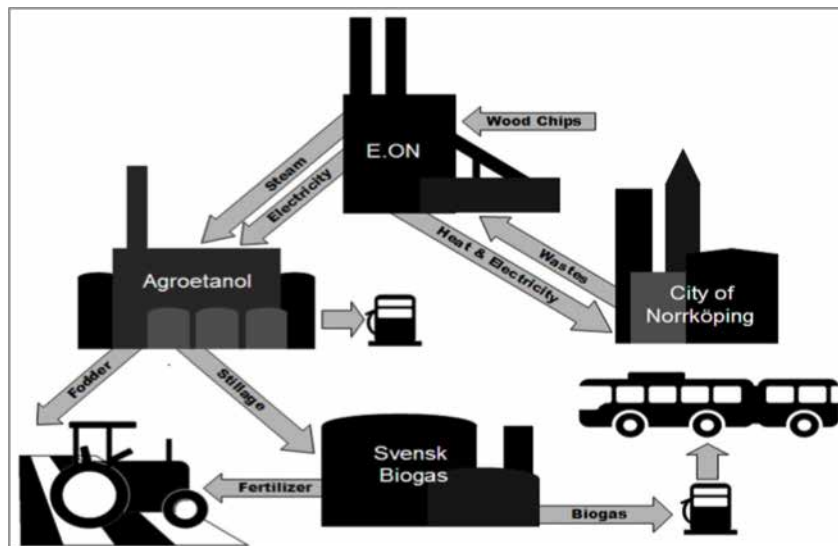 Wood Chips
E.ON
Steam
Electricity
Heat & Electricity
Wastes
Agroetanol
City of
Norrköping
Fodder
Stillage
Svensk
Biogas
Fertilizer
Biogas